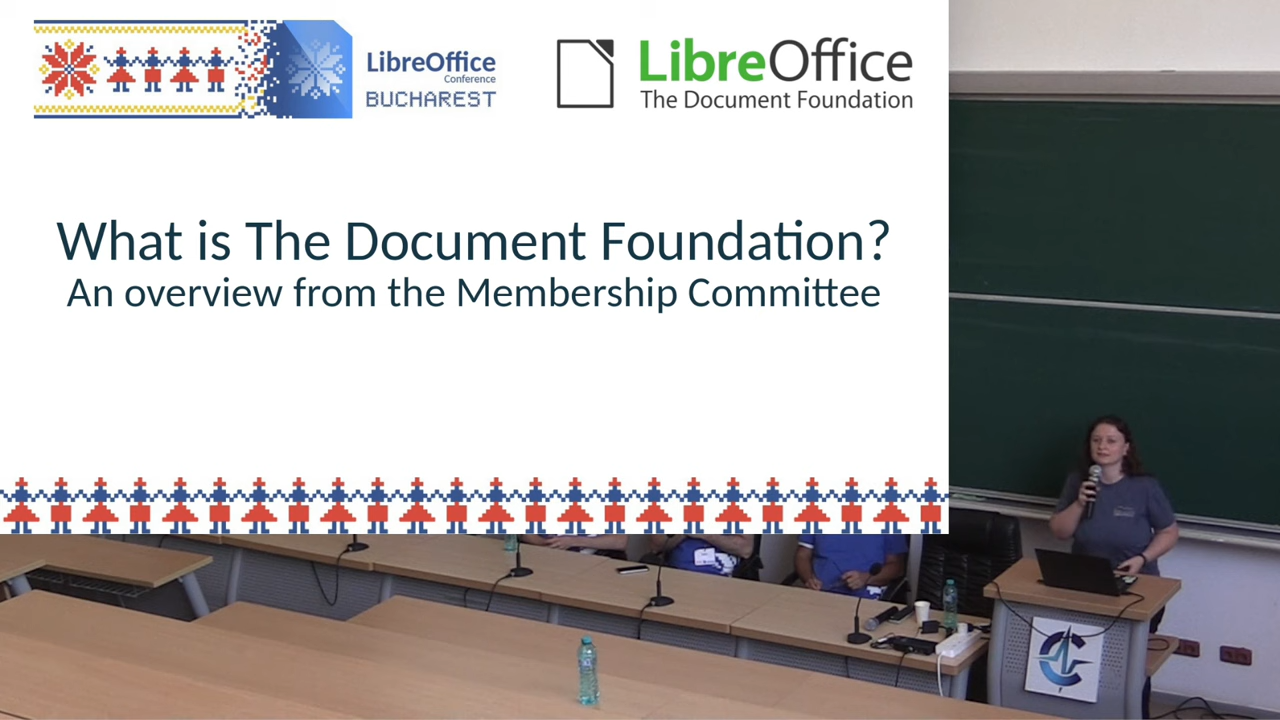 LibreOffice
Conference
BUCHAREST
LibreOffice
The Document Foundation
What is The Document Foundation?
An overview from the Membership Committee